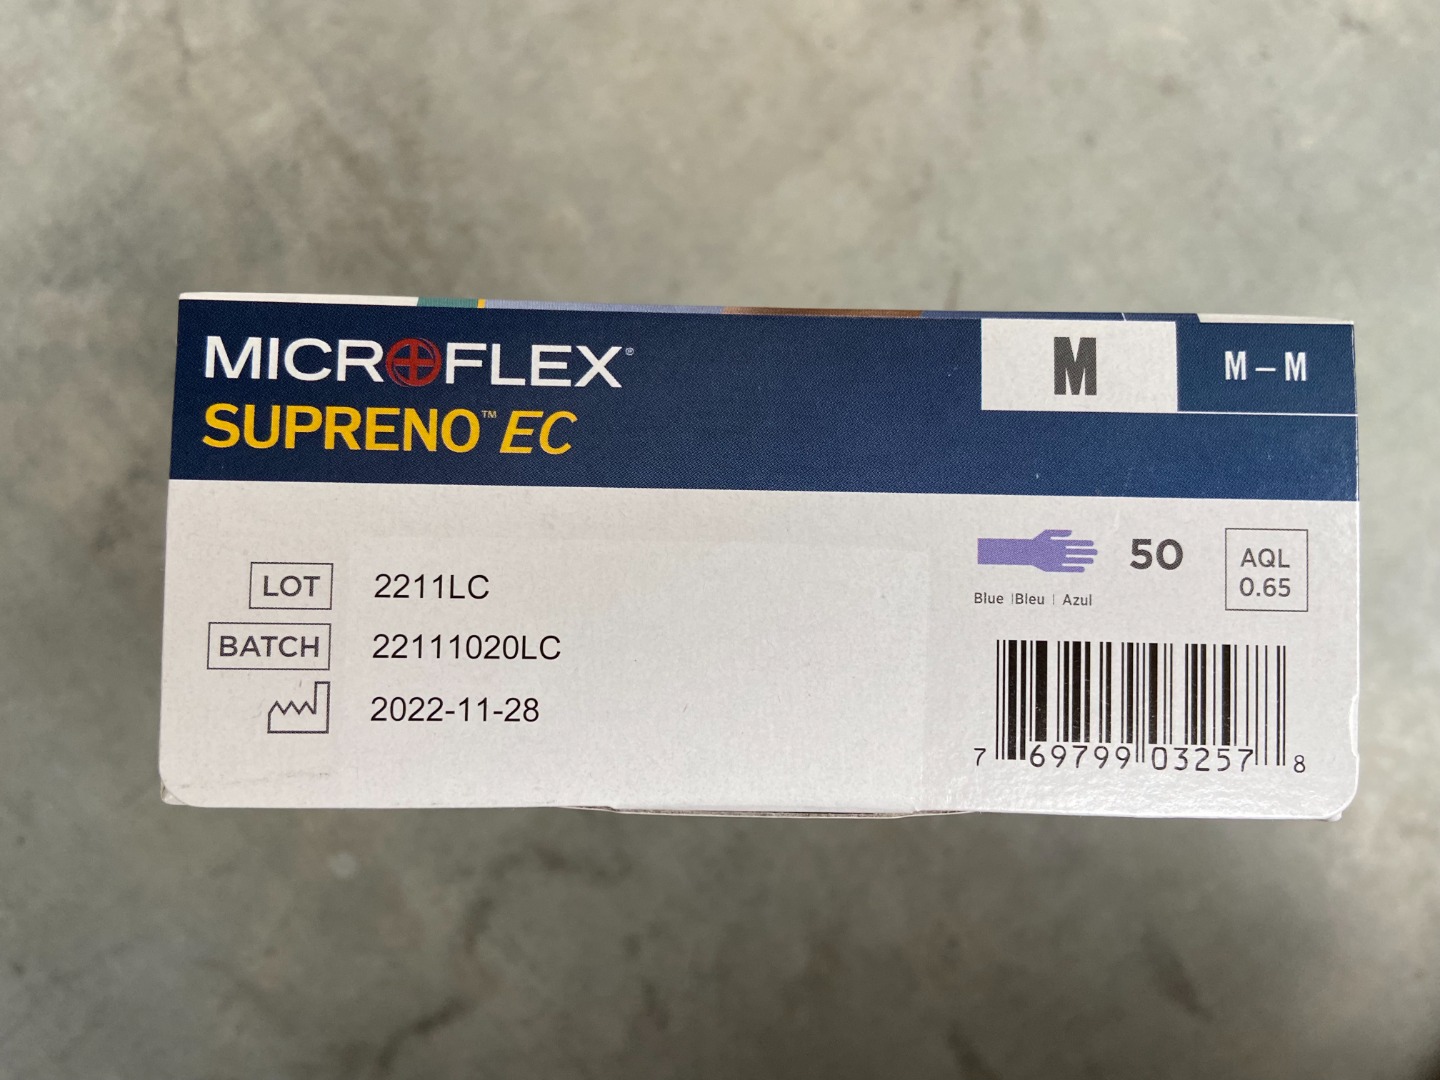 MICROFLEX®
SUPRENO™ EC
M
M – M
LOT 2211LC
BATCH 22111020LC
2022-11-28
50
Blue | Bleu | Azul
AQL
0.65
7 69799 03257 8